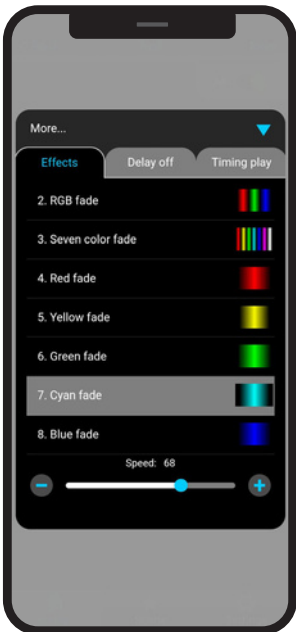 More...
Effects Delay off Timing play
2. RGB fade
3. Seven color fade
4. Red fade
5. Yellow fade
6. Green fade
7. Cyan fade
8. Blue fade
Speed: 68